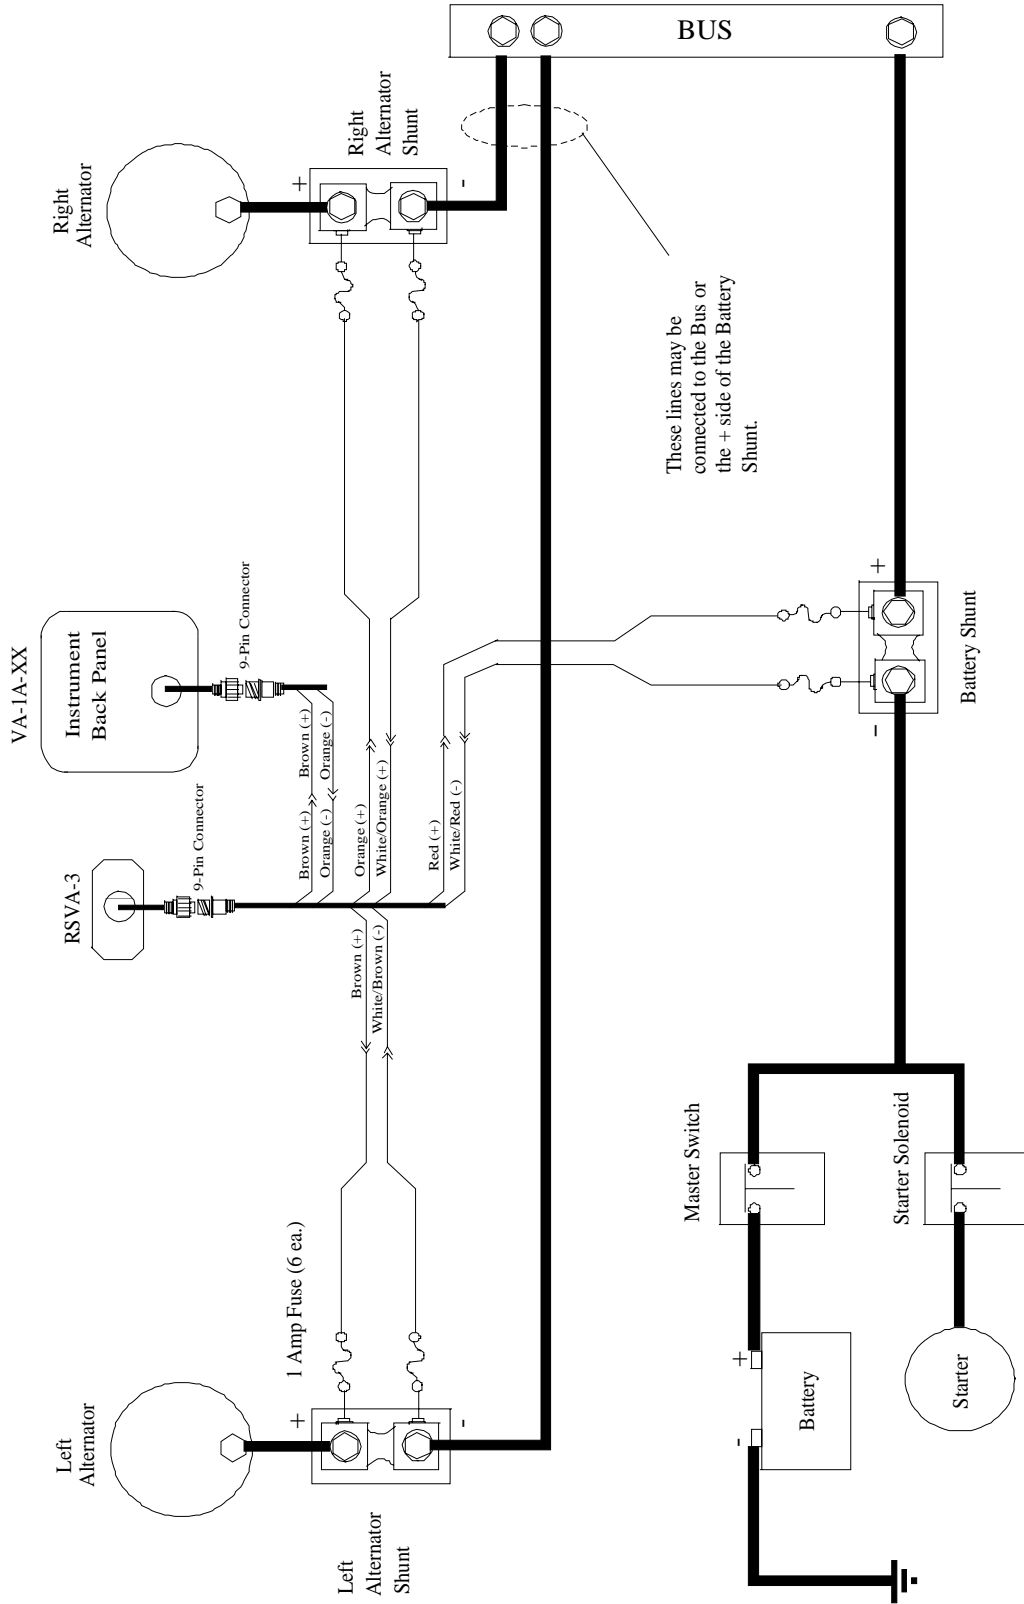 BUS
Right
Alternator
Right
Alternator
Shunt
+
-
These lines may be
connected to the Bus or
the + side of the Battery
Shunt.
VA-1A-XX
Instrument
Back Panel
9-Pin Connector
RSVA-3
9-Pin Connector
Brown (+)
Orange (-)
Brown (+)
Orange (-)
Orange (+)
White/Orange (+)
Red (+)
White/Red (-)
Brown (+)
White/Brown (-)
+
-
Battery Shunt
1 Amp Fuse (6 ea.)
Left
Alternator
+
-
Left
Alternator
Shunt
Master Switch
Starter Solenoid
+
-
Battery
Starter